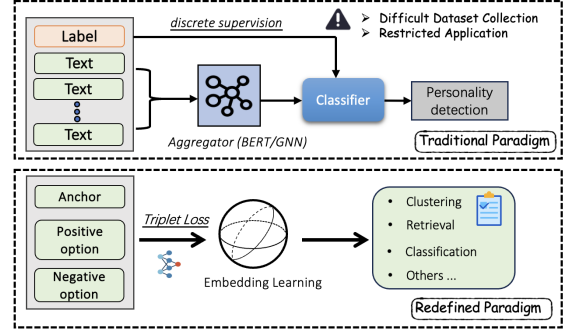 discrete supervision
➢ Difficult Dataset Collection
➢ Restricted Application
Label
Text
Text
Text
Aggregator (BERT/GNN)
Classifier
Personality
detection
Traditional Paradigm
Anchor
Positive
option
Negative
option
Triplet Loss
Embedding Learning
• Clustering
• Retrieval
• Classification
• Others ...
Redefined Paradigm